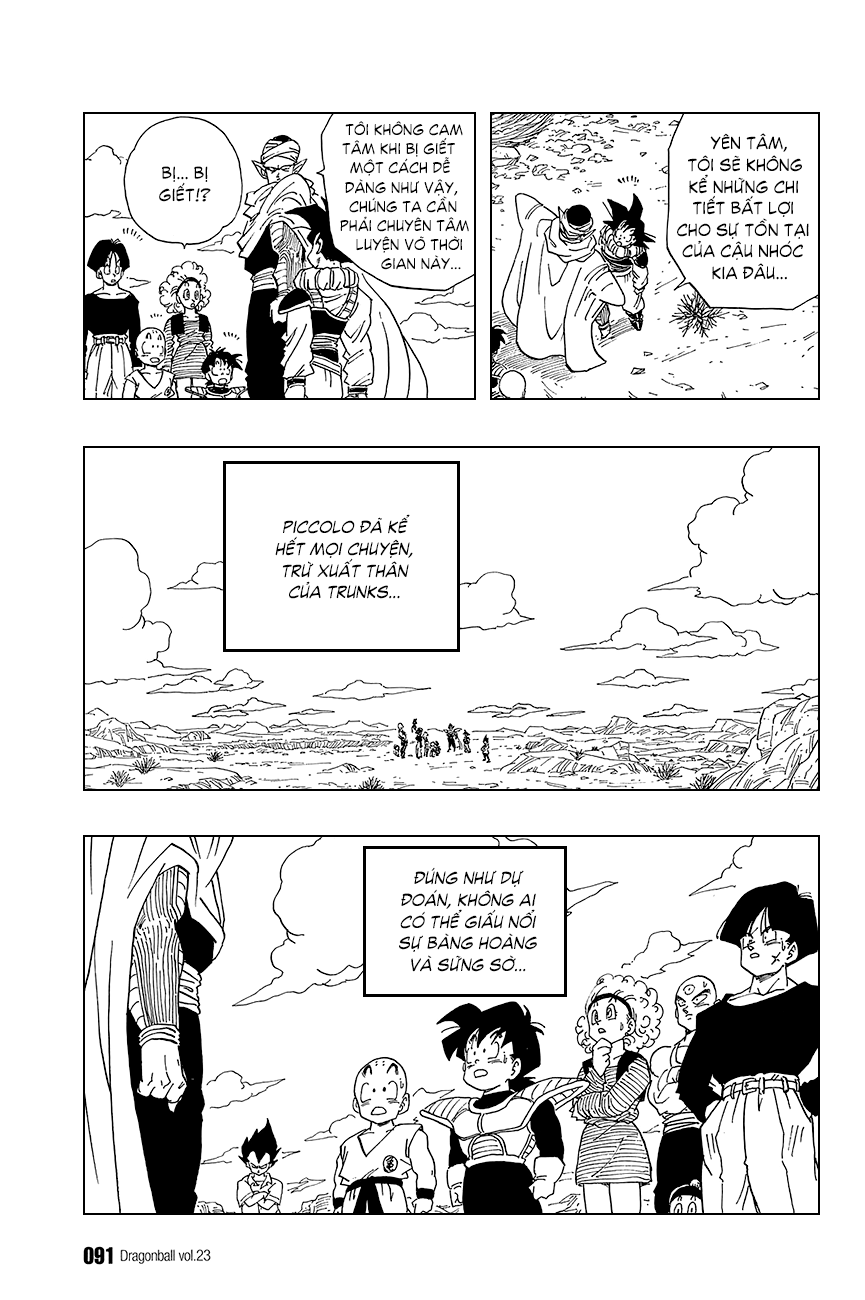 BỊ... BỊ
GIẾT!?
TÔI KHÔNG CAM
TÂM KHI BỊ GIẾT
MỘT CÁCH DỄ
DÀNG NHƯ VẬY,
CHÚNG TA CẦN
PHẢI CHUYÊN TÂM
LUYỆN VÕ THỜI
GIAN NÀY...
YÊN TÂM,
TÔI SẼ KHÔNG
KỂ NHỮNG CHI
TIẾT BẤT LỢI
CHO SỰ TỒN TẠI
CỦA CẬU NHÓC
KIA ĐÂU...
PICCOLO ĐÃ KỂ
HẾT MỌI CHUYỆN,
TRỪ XUẤT THÂN
CỦA TRUNKS...
ĐÚNG NHƯ DỰ
ĐOÁN, KHÔNG AI
CÓ THỂ GIẤU NỔI
SỰ BÀNG HOÀNG
VÀ SỮNG SỜ...
091 Dragonball vol.23